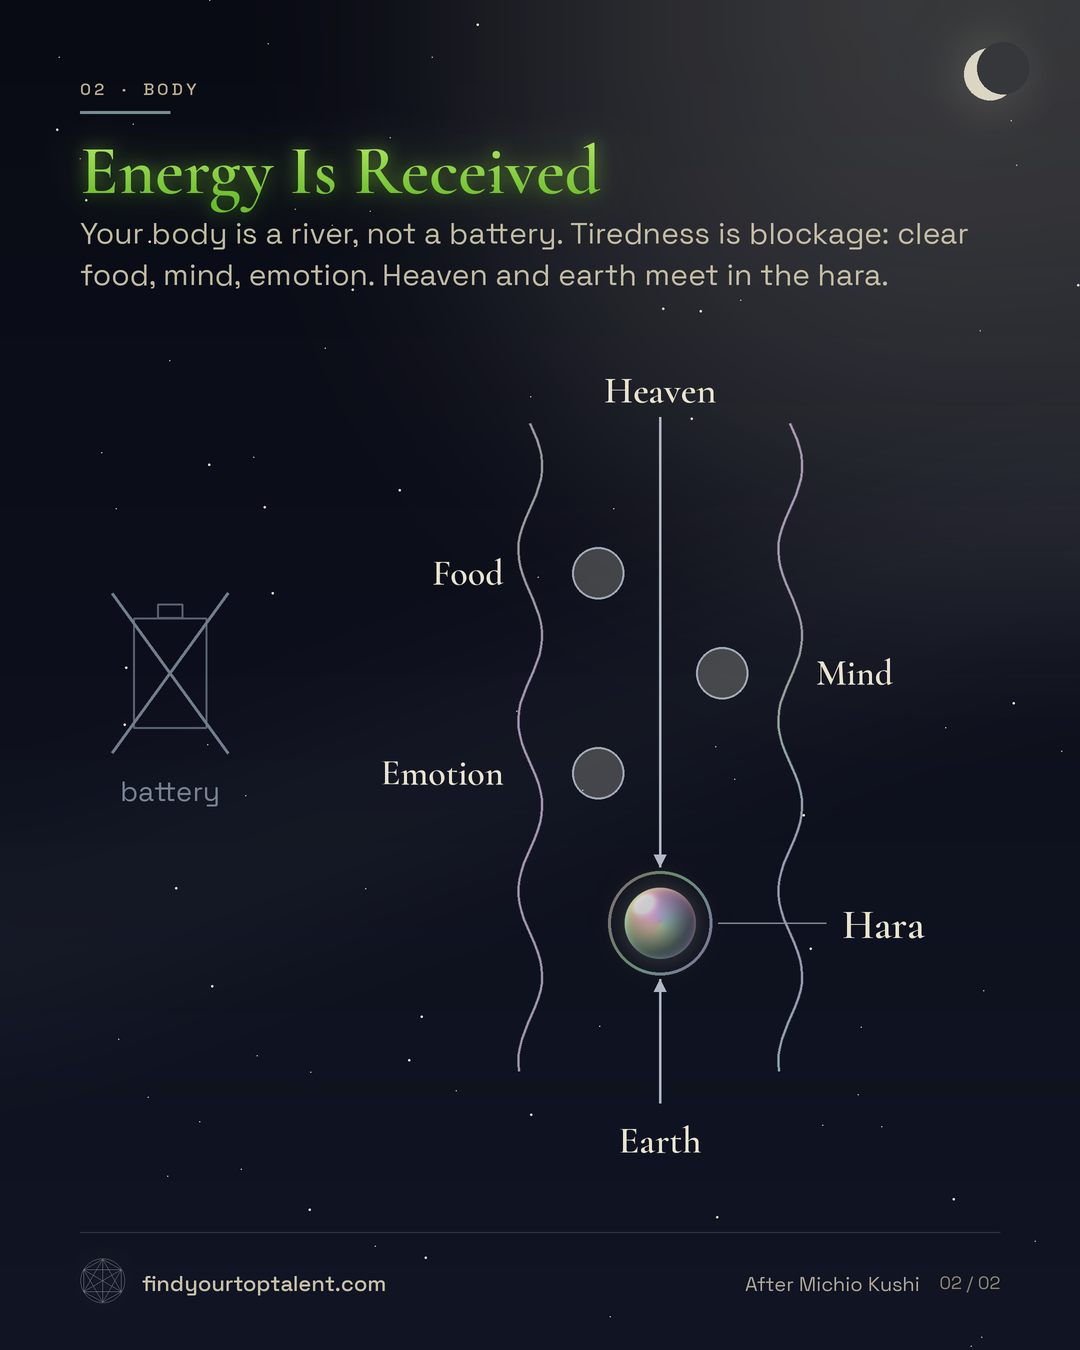 02 · BODY
Energy Is Received
Your body is a river, not a battery. Tiredness is blockage: clear
food, mind, emotion. Heaven and earth meet in the hara.
Heaven
Food
Mind
Emotion
battery
Hara
Earth
findyourtoptalent.com
After Michio Kushi 02 / 02